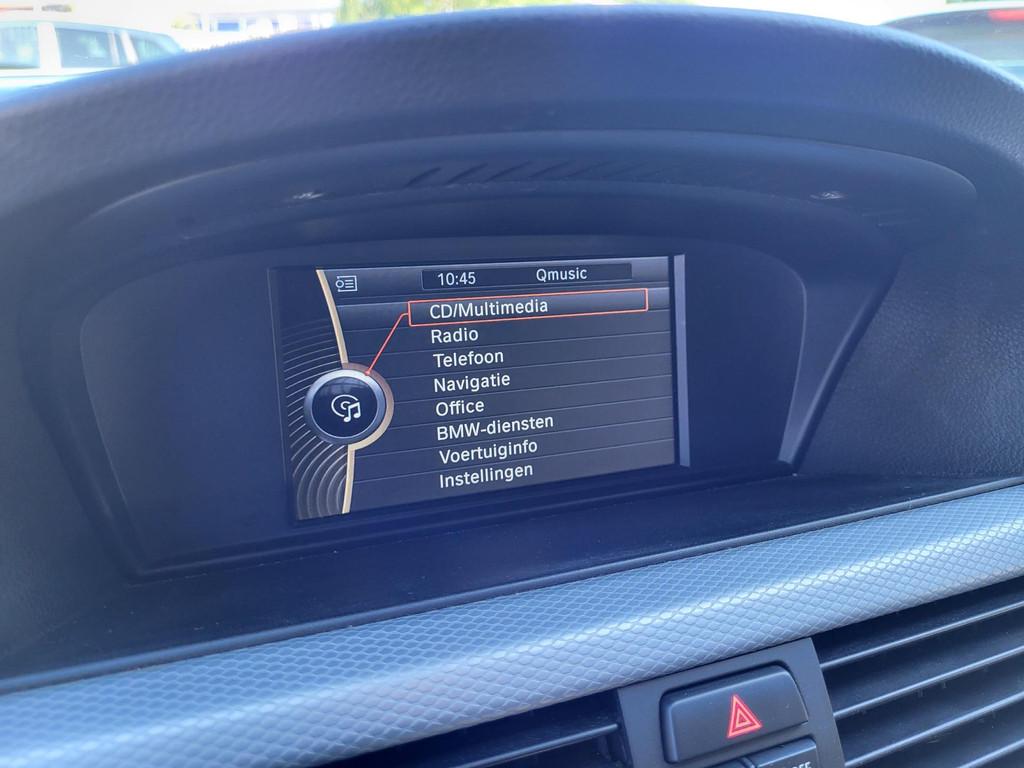 10:45 Qmusic
CD/Multimedia
Radio
Telefoon
Navigatie
Office
BMW-diensten
Voertuiginfo
Instellingen